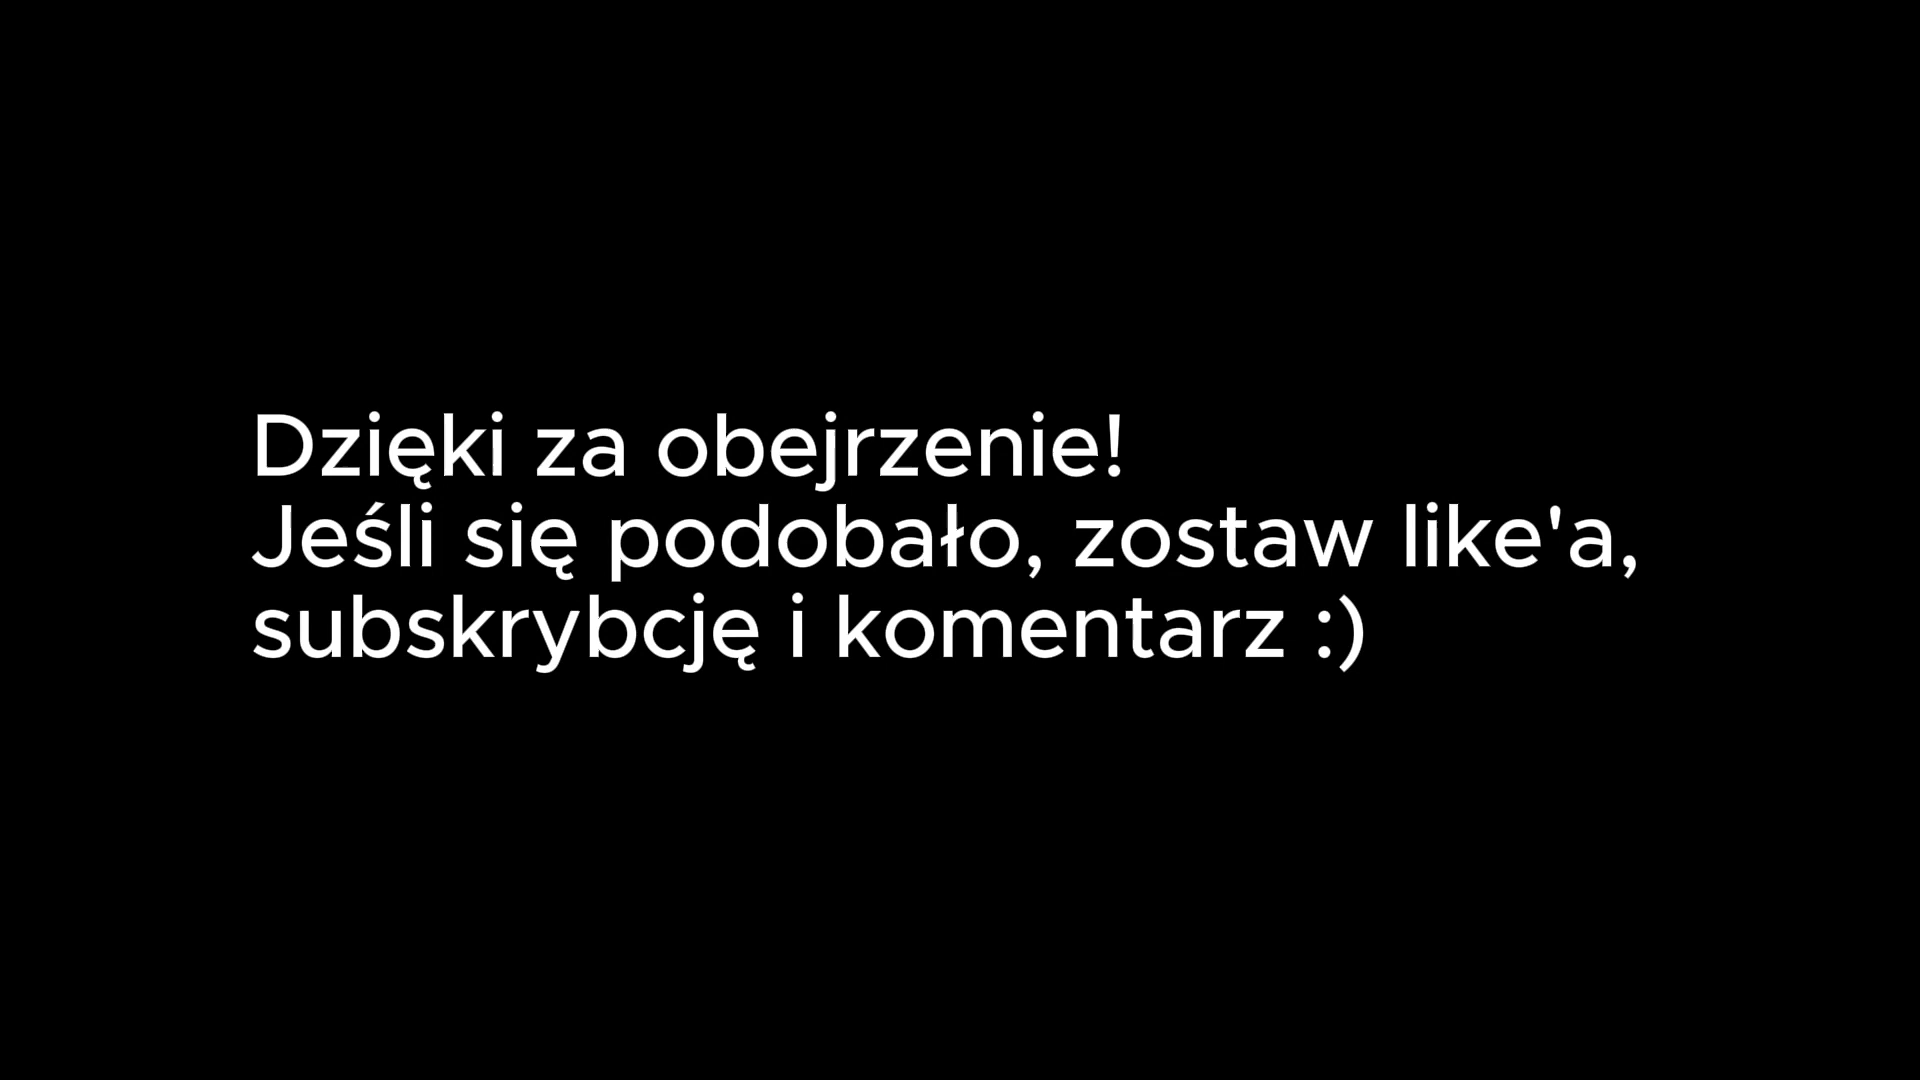 Dzięki za obejrzenie!
Jeśli się podobało, zostaw like'a,
subskrybcję i komentarz :)